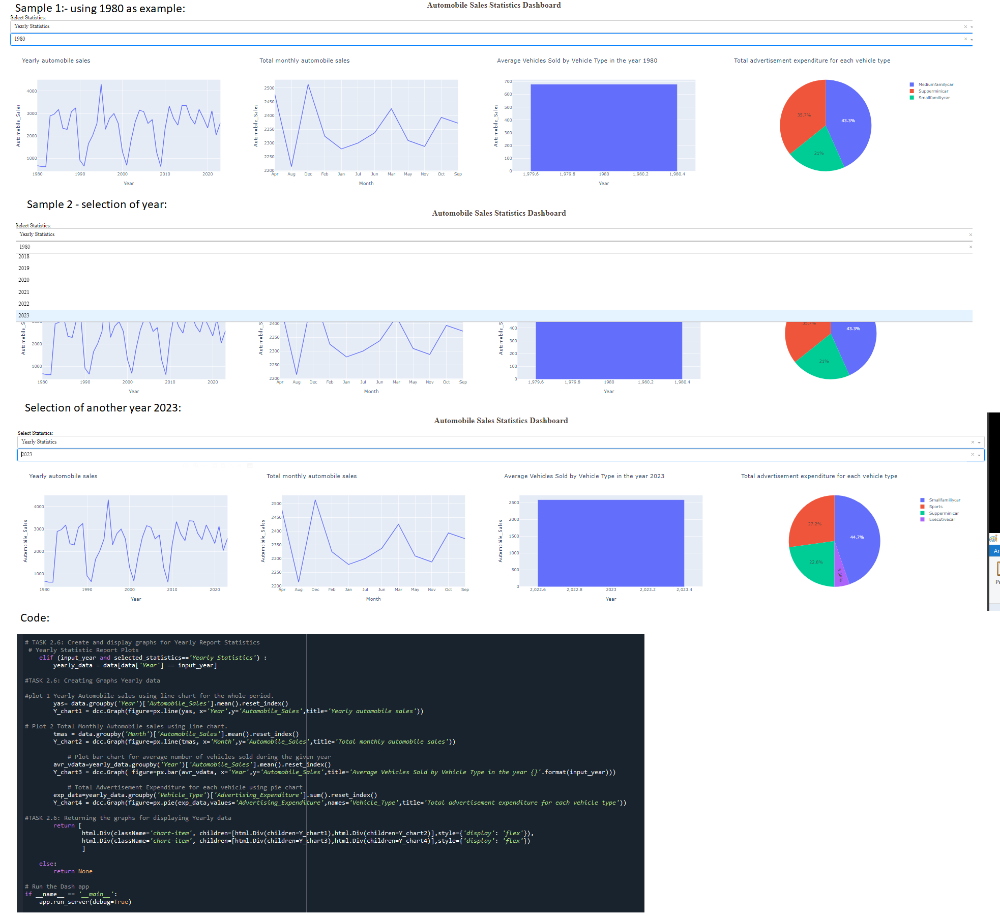 Sample 1:- using 1980 as example:
Automobile Sales Statistics Dashboard
Select Statistics:
Yearly Statistics
1980
Yearly automobile sales
Total monthly automobile sales
Average Vehicles Sold by Vehicle Type in the year 1980
Total advertisement expenditure for each vehicle type
Automobile_Sales
4000
3000
2000
1000
1980 1990 2000 2010 2020
Year
Automobile_Sales
2500
2450
2400
2350
2300
2250
2200
Apr Aug Dec Feb Jan Jul Jun Mar May Nov Oct Sep
Month
Automobile_Sales
700
600
500
400
300
200
100
0
1,979.6 1,979.8 1980 1,980.2 1,980.4
Year
35.7%
43.3%
21%
Mediumfamilycar
Supperminicar
Smallfamiliycar
Sample 2 - selection of year:
Automobile Sales Statistics Dashboard
Select Statistics:
Yearly Statistics
1980
2018
2019
2020
2021
2022
2023
Automobile_S
2000
1000
1980 1990 2000 2010 2020
Year
Automobile_S
2400
2350
2300
2250
2200
Apr Aug Dec Feb Jan Jul Jun Mar May Nov Oct Sep
Month
Automobile_S
400
300
200
100
0
1,979.6 1,979.8 1980 1,980.2 1,980.4
Year
35.7%
43.3%
21%
Selection of another year 2023:
Automobile Sales Statistics Dashboard
Select Statistics:
Yearly Statistics
2023
Yearly automobile sales
Total monthly automobile sales
Average Vehicles Sold by Vehicle Type in the year 2023
Total advertisement expenditure for each vehicle type
Automobile_Sales
4000
3000
2000
1000
1980 1990 2000 2010 2020
Year
Automobile_Sales
2500
2450
2400
2350
2300
2250
2200
Apr Aug Dec Feb Jan Jul Jun Mar May Nov Oct Sep
Month
Automobile_Sales
2500
2000
1500
1000
500
0
2,022.6 2,022.8 2023 2,023.2 2,023.4
Year
27.2%
44.7%
22.8%
5.36%
Smallfamiliycar
Sports
Supperminicar
Executivecar
Ar
Pe
Code:
# TASK 2.6: Create and display graphs for Yearly Report Statistics
# Yearly Statistic Report Plots
elif (input_year and selected_statistics=='Yearly Statistics') :
yearly_data = data[data['Year'] == input_year]
#TASK 2.6: Creating Graphs Yearly data
#plot 1 Yearly Automobile sales using line chart for the whole period.
yas= data.groupby('Year')['Automobile_Sales'].mean().reset_index()
Y_chart1 = dcc.Graph(figure=px.line(yas, x='Year',y='Automobile_Sales',title='Yearly automobile sales'))
# Plot 2 Total Monthly Automobile sales using line chart.
tmas = data.groupby('Month')['Automobile_Sales'].mean().reset_index()
Y_chart2 = dcc.Graph(figure=px.line(tmas, x='Month',y='Automobile_Sales',title='Total monthly automobile sales'))
# Plot bar chart for average number of vehicles sold during the given year
avr_vdata=yearly_data.groupby('Year')['Automobile_Sales'].mean().reset_index()
Y_chart3 = dcc.Graph( figure=px.bar(avr_vdata, x='Year',y='Automobile_Sales',title='Average Vehicles Sold by Vehicle Type in the year {}'.format(input_year)))
# Total Advertisement Expenditure for each vehicle using pie chart
exp_data=yearly_data.groupby('Vehicle_Type')['Advertising_Expenditure'].sum().reset_index()
Y_chart4 = dcc.Graph(figure=px.pie(exp_data,values='Advertising_Expenditure',names='Vehicle_Type',title='Total advertisement expenditure for each vehicle type'))
#TASK 2.6: Returning the graphs for displaying Yearly data
return [
html.Div(className='chart-item', children=[html.Div(children=Y_chart1),html.Div(children=Y_chart2)],style={'display': 'flex'}),
html.Div(className='chart-item', children=[html.Div(children=Y_chart3),html.Div(children=Y_chart4)],style={'display': 'flex'})
]
else:
return None
# Run the Dash app
if __name__ == '__main__':
app.run_server(debug=True)